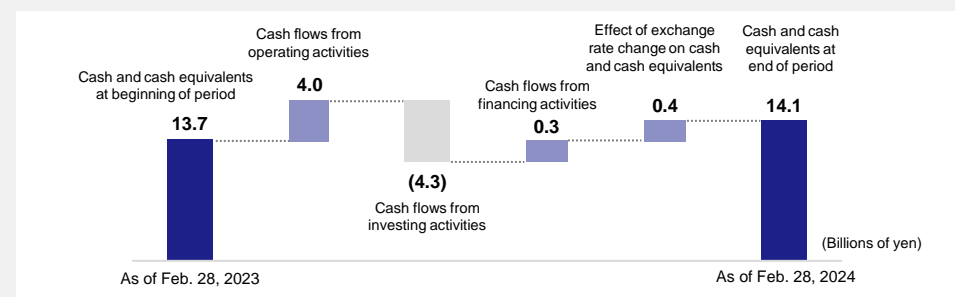 Cash flows from
operating activities
4.0
Cash and cash equivalents
at beginning of period
13.7
(4.3)
Cash flows from
investing activities
Cash flows from
financing activities
0.3
Effect of exchange
rate change on cash
and cash equivalents
0.4
Cash and cash
equivalents at
end of period
14.1
(Billions of yen)
As of Feb. 28, 2023
As of Feb. 28, 2024